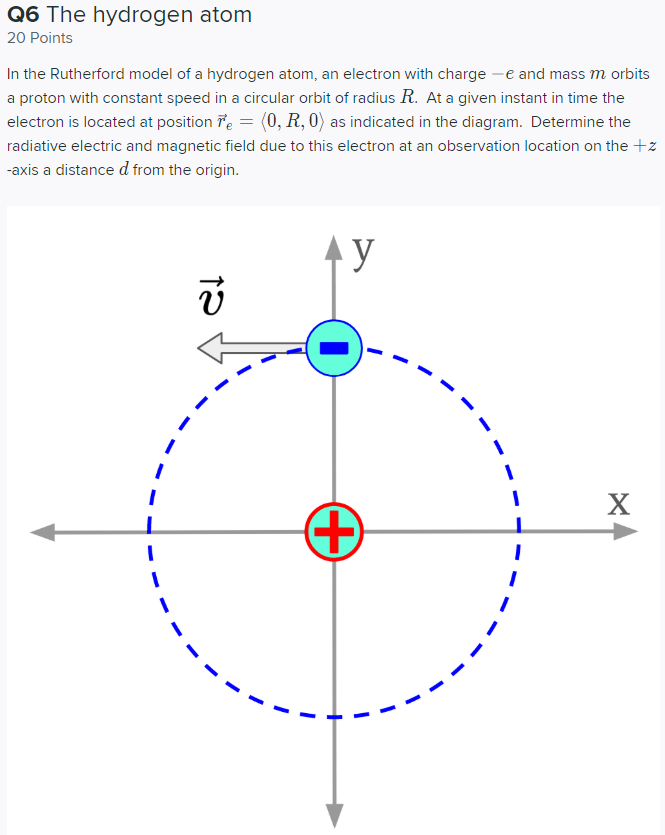 Q6 The hydrogen atom
20 Points
In the Rutherford model of a hydrogen atom, an electron with charge −e and mass m orbits
a proton with constant speed in a circular orbit of radius R. At a given instant in time the
electron is located at position r⃗ₑ = ⟨0, R, 0⟩ as indicated in the diagram. Determine the
radiative electric and magnetic field due to this electron at an observation location on the +z
-axis a distance d from the origin.
y
v⃗
x